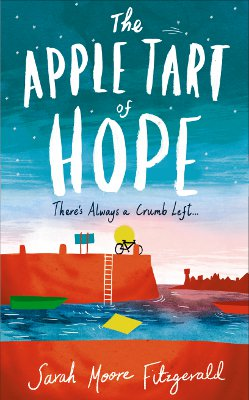 The
APPLE TART
of
HOPE
There's Always a Crumb Left...
Sarah Moore Fitzgerald